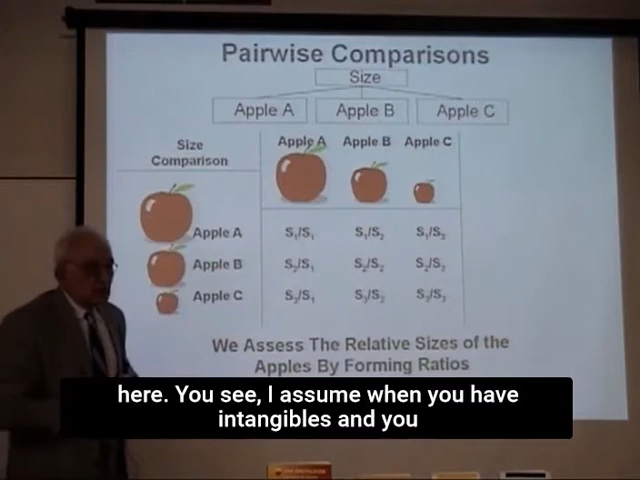 Pairwise Comparisons
Size
Apple A Apple B Apple C
Size
Comparison
Apple A Apple B Apple C
Apple A S₁/S₁ S₁/S₂ S₁/S₃
Apple B S₂/S₁ S₂/S₂ S₂/S₃
Apple C S₃/S₁ S₃/S₂ S₃/S₃
We Assess The Relative Sizes of the
Apples By Forming Ratios
here. You see, I assume when you have
intangibles and you